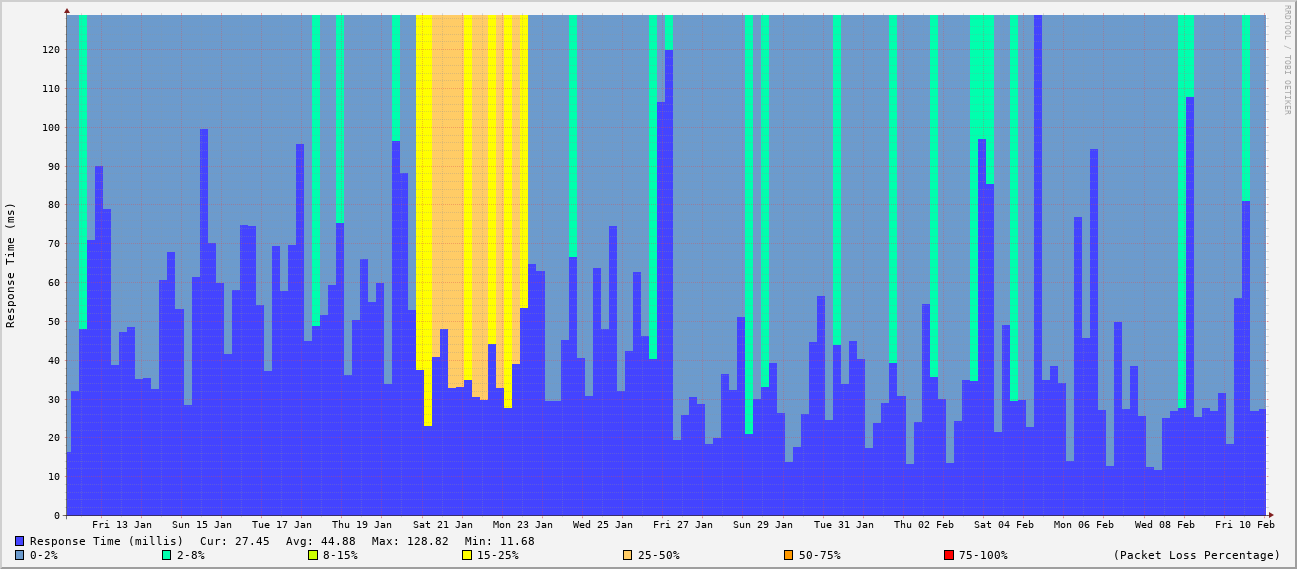 RRDTOOL / TOBI OETIKER
Response Time (ms)
120
110
100
90
80
70
60
50
40
30
20
10
0
Fri 13 Jan Sun 15 Jan Tue 17 Jan Thu 19 Jan Sat 21 Jan Mon 23 Jan Wed 25 Jan Fri 27 Jan Sun 29 Jan Tue 31 Jan Thu 02 Feb Sat 04 Feb Mon 06 Feb Wed 08 Feb Fri 10 Feb
Response Time (millis) Cur: 27.45 Avg: 44.88 Max: 128.82 Min: 11.68
0-2% 2-8% 8-15% 15-25% 25-50% 50-75% 75-100% (Packet Loss Percentage)